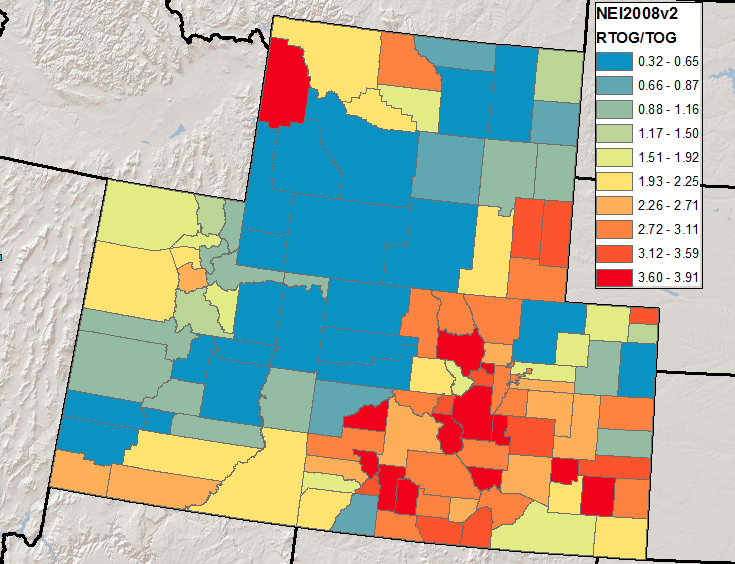 NEI2008v2
RTOG/TOG
0.32 - 0.65
0.66 - 0.87
0.88 - 1.16
1.17 - 1.50
1.51 - 1.92
1.93 - 2.25
2.26 - 2.71
2.72 - 3.11
3.12 - 3.59
3.60 - 3.91